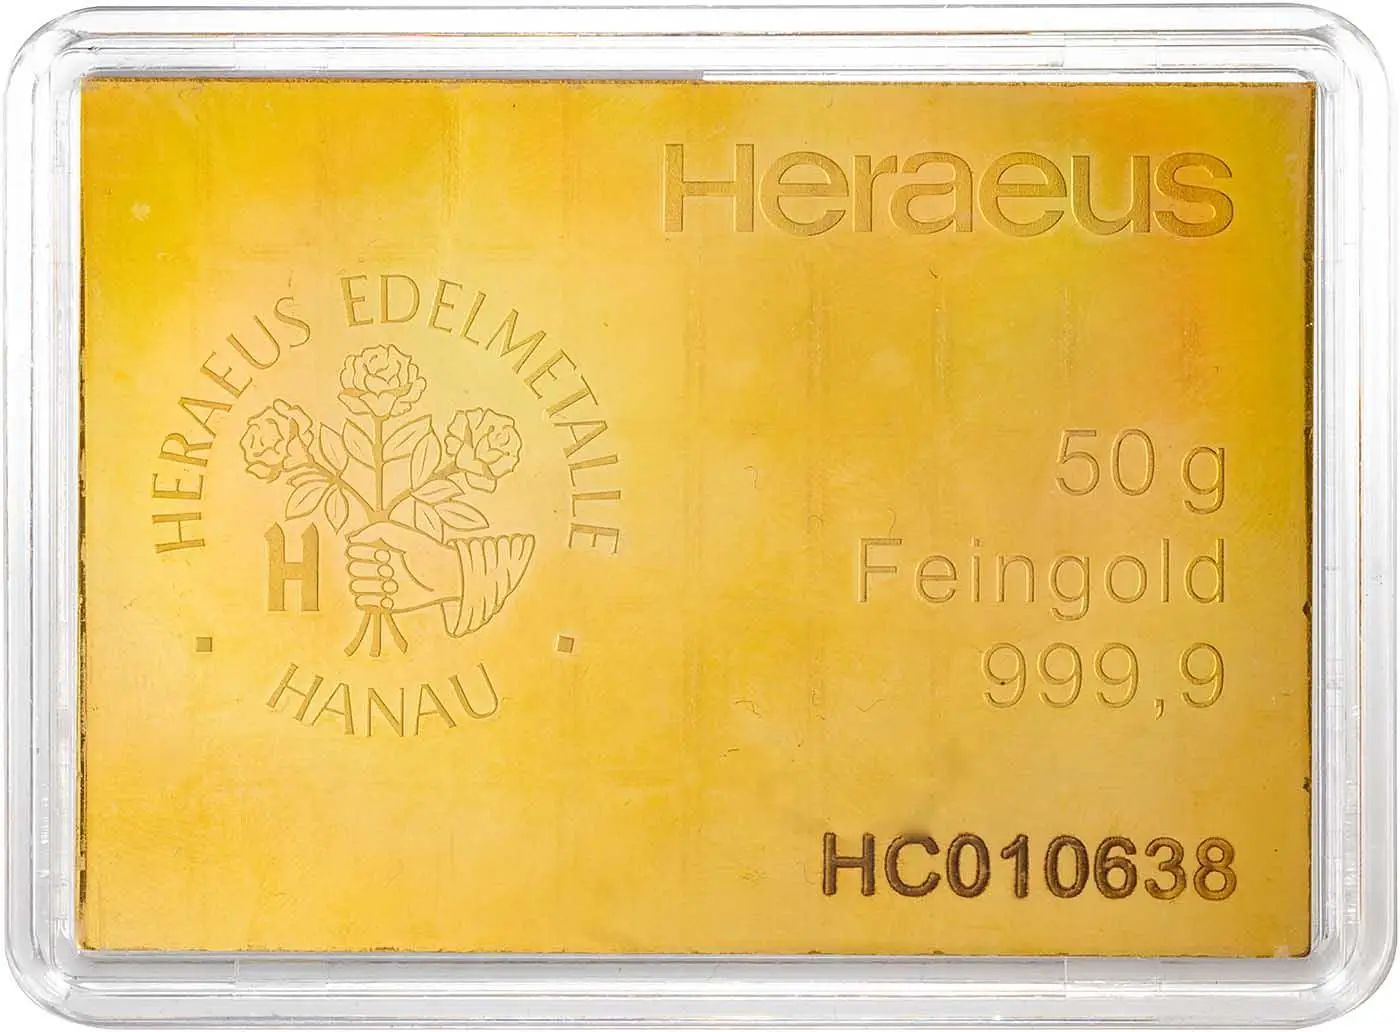 Heraeus
HERAEUS EDELMETALLE
H
HANAU
50 g
Feingold
999,9
HC010638